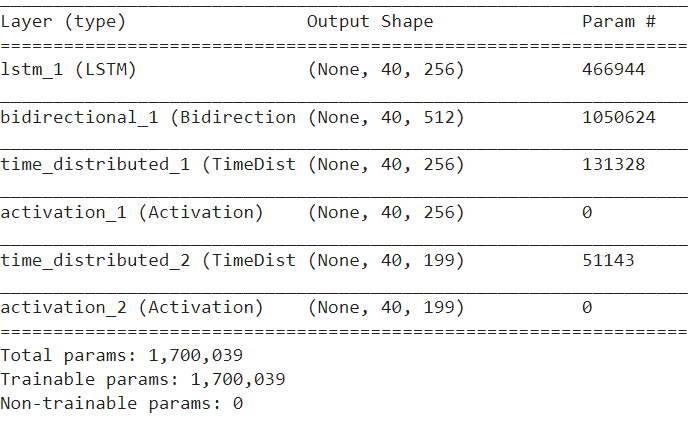 Layer (type) Output Shape Param #
=================================================================
lstm_1 (LSTM) (None, 40, 256) 466944
_________________________________________________________________
bidirectional_1 (Bidirection (None, 40, 512) 1050624
_________________________________________________________________
time_distributed_1 (TimeDist (None, 40, 256) 131328
_________________________________________________________________
activation_1 (Activation) (None, 40, 256) 0
_________________________________________________________________
time_distributed_2 (TimeDist (None, 40, 199) 51143
_________________________________________________________________
activation_2 (Activation) (None, 40, 199) 0
=================================================================
Total params: 1,700,039
Trainable params: 1,700,039
Non-trainable params: 0